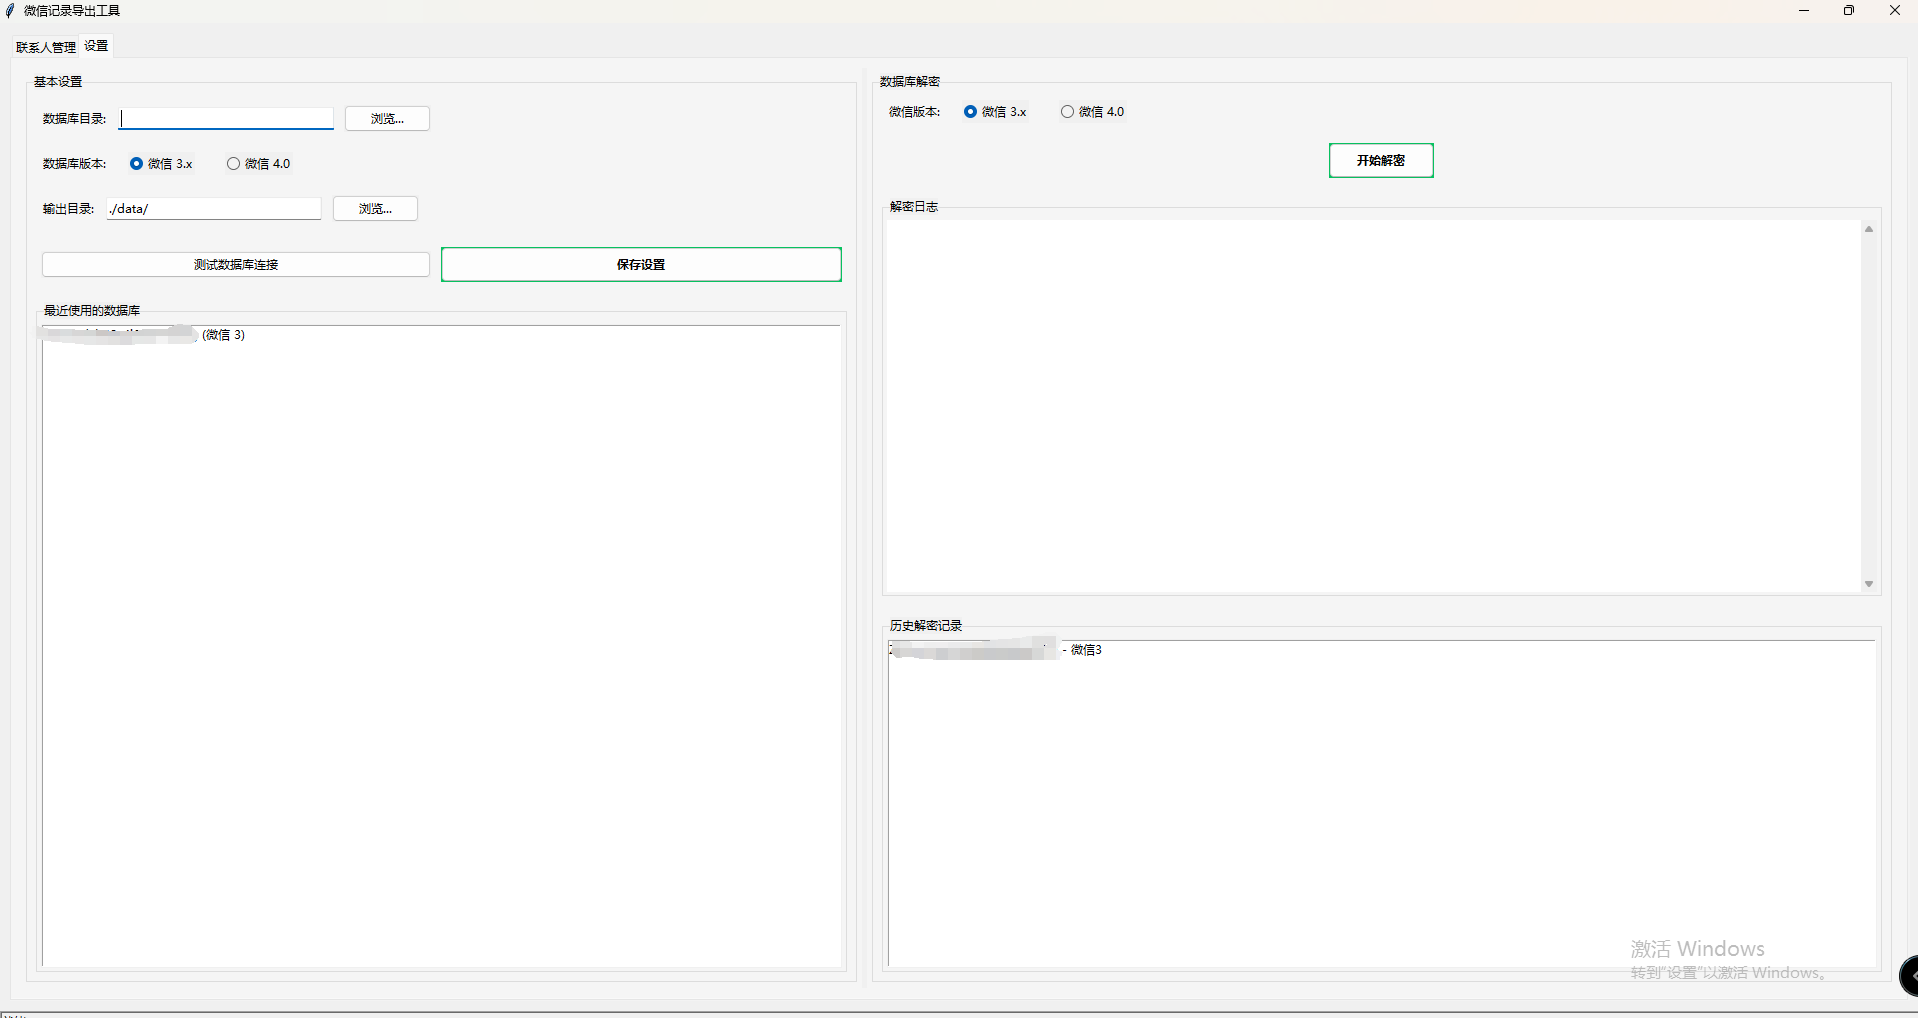 微信记录导出工具
联系人管理 设置
基本设置
数据库目录: 浏览...
数据库版本: 微信 3.x 微信 4.0
输出目录: ./data/ 浏览...
测试数据库连接 保存设置
最近使用的数据库
(微信 3)
数据库解密
微信版本: 微信 3.x 微信 4.0
开始解密
解密日志
历史解密记录
- 微信3
激活 Windows
转到"设置"以激活 Windows。